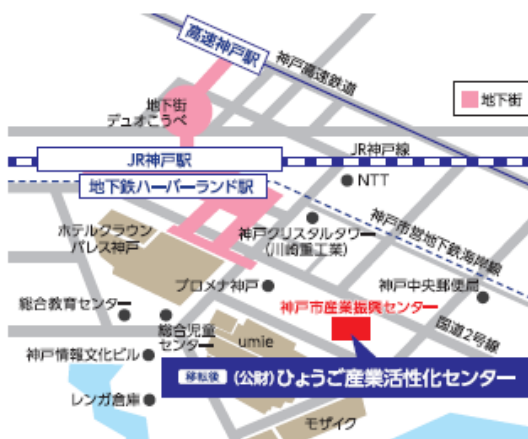 高速神戸駅
神戸高速鉄道
地下街
デュオこうべ
地下街
JR神戸駅
JR神戸線
地下鉄ハーバーランド駅
NTT
ホテルクラウン
パレス神戸
神戸クリスタルタワー
(川崎重工業)
神戸市営地下鉄海岸線
プロメナ神戸
神戸中央郵便局
総合教育センター
神戸市産業振興センター
総合児童
センター
umie
国道2号線
神戸情報文化ビル
移転後 (公財)ひょうご産業活性化センター
レンガ倉庫
モザイク